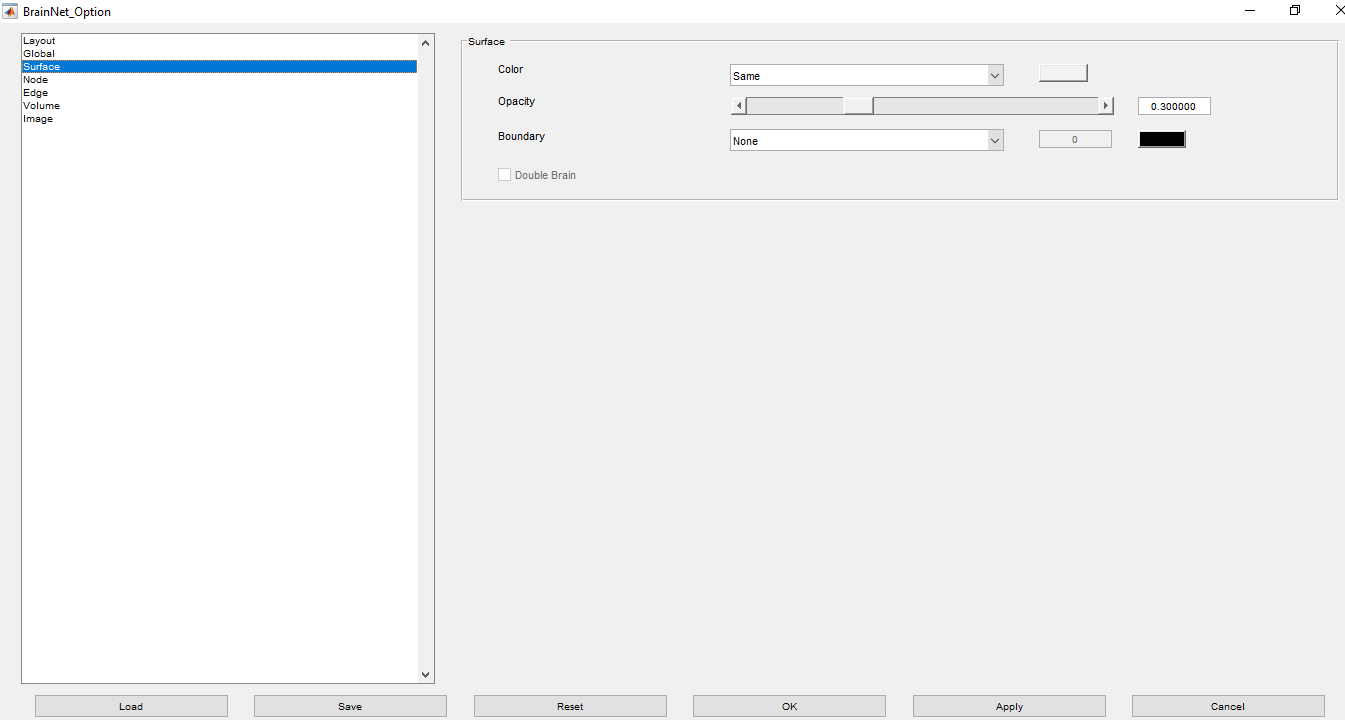 BrainNet_Option
Layout
Global
Surface
Node
Edge
Volume
Image
Surface
Color Same
Opacity 0.300000
Boundary None 0
Double Brain
Load Save Reset OK Apply Cancel